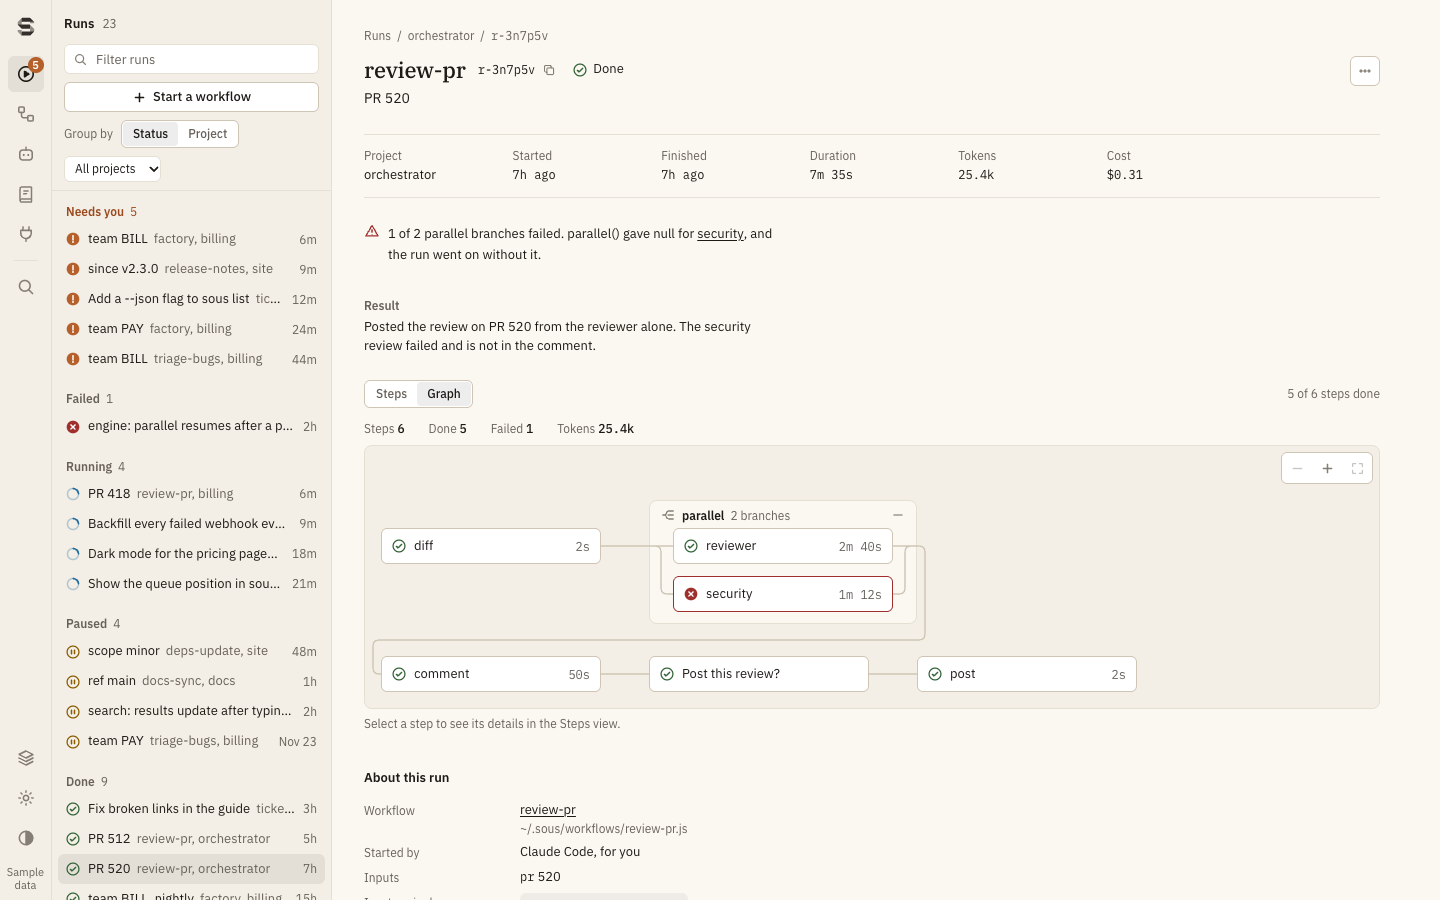 Runs 23
Filter runs
Start a workflow
Group by Status Project
All projects
Needs you 5
team BILL factory, billing 6m
since v2.3.0 release-notes, site 9m
Add a --json flag to sous list tic... 12m
team PAY factory, billing 24m
team BILL triage-bugs, billing 44m
Failed 1
engine: parallel resumes after a p... 2h
Running 4
PR 418 review-pr, billing 6m
Backfill every failed webhook ev... 9m
Dark mode for the pricing page... 18m
Show the queue position in sou... 21m
Paused 4
scope minor deps-update, site 48m
ref main docs-sync, docs 1h
search: results update after typin... 2h
team PAY triage-bugs, billing Nov 23
Done 9
Fix broken links in the guide ticke... 3h
PR 512 review-pr, orchestrator 5h
PR 520 review-pr, orchestrator 7h
team BILL, nightly factory, billing 15h
5
Sample
data
Runs / orchestrator / r-3n7p5v
review-pr r-3n7p5v Done
PR 520
Project Started Finished Duration Tokens Cost
orchestrator 7h ago 7h ago 7m 35s 25.4k $0.31
1 of 2 parallel branches failed. parallel() gave null for security, and
the run went on without it.
Result
Posted the review on PR 520 from the reviewer alone. The security
review failed and is not in the comment.
Steps Graph 5 of 6 steps done
Steps 6 Done 5 Failed 1 Tokens 25.4k
parallel 2 branches
diff 2s
reviewer 2m 40s
security 1m 12s
comment 50s
Post this review?
post 2s
Select a step to see its details in the Steps view.
About this run
Workflow review-pr
~/.sous/workflows/review-pr.js
Started by Claude Code, for you
Inputs pr 520